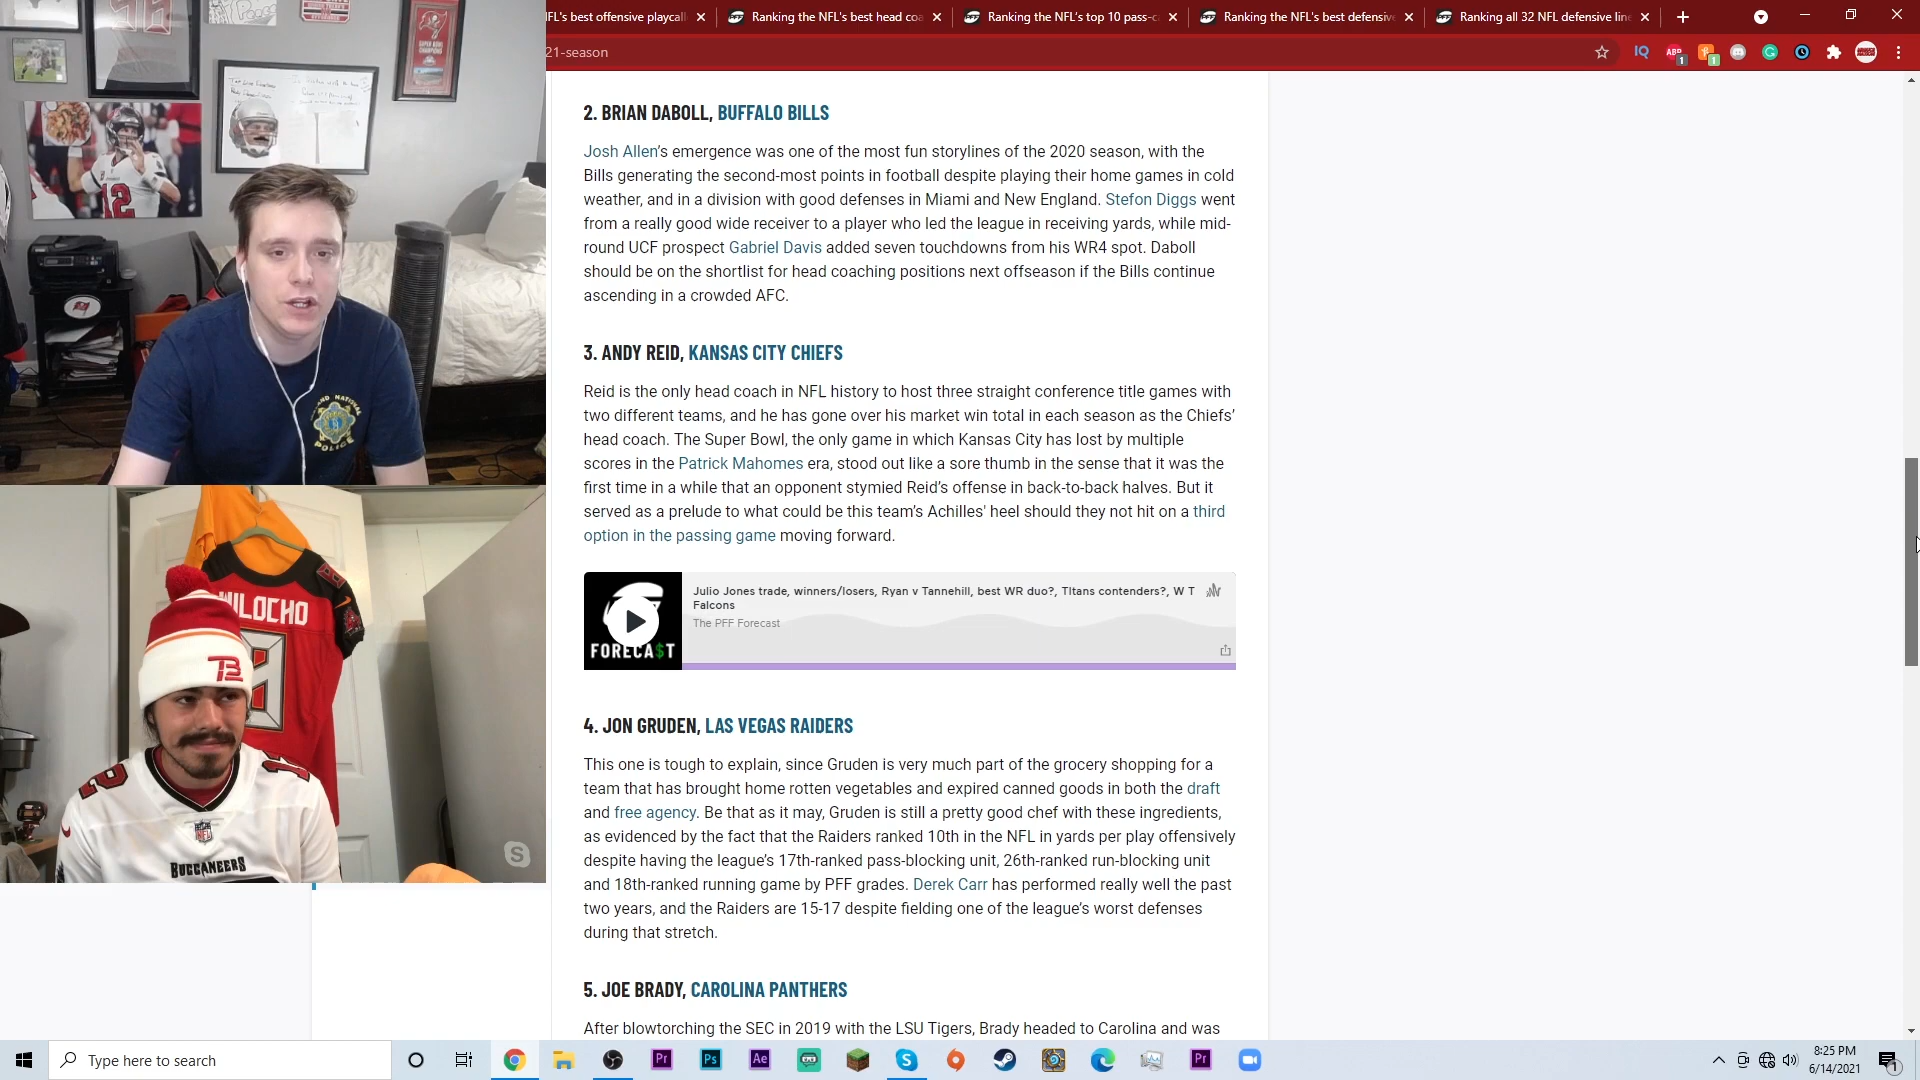 NFL's best offensive playcall
Ranking the NFL's best head coa
Ranking the NFL's top 10 pass-c
Ranking the NFL's best defensive
Ranking all 32 NFL defensive line
21-season
2. BRIAN DABOLL, BUFFALO BILLS
Josh Allen's emergence was one of the most fun storylines of the 2020 season, with the
Bills generating the second-most points in football despite playing their home games in cold
weather, and in a division with good defenses in Miami and New England. Stefon Diggs went
from a really good wide receiver to a player who led the league in receiving yards, while mid-
round UCF prospect Gabriel Davis added seven touchdowns from his WR4 spot. Daboll
should be on the shortlist for head coaching positions next offseason if the Bills continue
ascending in a crowded AFC.
3. ANDY REID, KANSAS CITY CHIEFS
Reid is the only head coach in NFL history to host three straight conference title games with
two different teams, and he has gone over his market win total in each season as the Chiefs'
head coach. The Super Bowl, the only game in which Kansas City has lost by multiple
scores in the Patrick Mahomes era, stood out like a sore thumb in the sense that it was the
first time in a while that an opponent stymied Reid's offense in back-to-back halves. But it
served as a prelude to what could be this team's Achilles' heel should they not hit on a third
option in the passing game moving forward.
FORECA$T
Julio Jones trade, winners/losers, Ryan v Tannehill, best WR duo?, TItans contenders?, W T
Falcons
The PFF Forecast
4. JON GRUDEN, LAS VEGAS RAIDERS
This one is tough to explain, since Gruden is very much part of the grocery shopping for a
team that has brought home rotten vegetables and expired canned goods in both the draft
and free agency. Be that as it may, Gruden is still a pretty good chef with these ingredients,
as evidenced by the fact that the Raiders ranked 10th in the NFL in yards per play offensively
despite having the league's 17th-ranked pass-blocking unit, 26th-ranked run-blocking unit
and 18th-ranked running game by PFF grades. Derek Carr has performed really well the past
two years, and the Raiders are 15-17 despite fielding one of the league's worst defenses
during that stretch.
5. JOE BRADY, CAROLINA PANTHERS
After blowtorching the SEC in 2019 with the LSU Tigers, Brady headed to Carolina and was
12
POLICE
WILOCHO
TB
12
NFL
BUCCANEERS
S
Type here to search
Pr
Ps
Ae
Pr
8:25 PM
6/14/2021